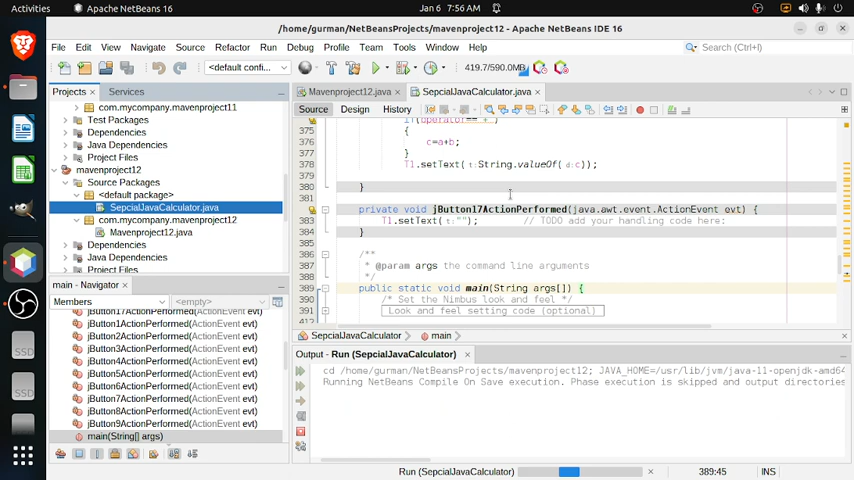 Activities
Apache NetBeans 16
Jan 6 7:56 AM
/home/gurman/NetBeansProjects/mavenproject12 - Apache NetBeans IDE 16
File Edit View Navigate Source Refactor Run Debug Profile Team Tools Window Help
Search (Ctrl+I)
<default confi...
419.7/590.0MB
Projects
Services
Mavenproject12.java
SepcialJavaCalculator.java
com.mycompany.mavenproject11
Test Packages
Dependencies
Java Dependencies
Project Files
mavenproject12
Source Packages
<default package>
SepcialJavaCalculator.java
com.mycompany.mavenproject12
Mavenproject12.java
Dependencies
Java Dependencies
Project Files
Source Design History
if(operator=="+")
375 {
c=a+b;
377 }
378 T1.setText( t:String.valueOf( d:c));
380 }
381
private void jButton17ActionPerformed(java.awt.event.ActionEvent evt) {
383 T1.setText( t:""); // TODO add your handling code here:
384 }
385
386 /**
387 * @param args the command line arguments
388 */
389 public static void main(String args[]) {
390 /* Set the Nimbus look and feel */
391 Look and feel setting code (optional)
412
SepcialJavaCalculator
main
main - Navigator
Members
<empty>
jButton17ActionPerformed(ActionEvent evt)
jButton1ActionPerformed(ActionEvent evt)
jButton2ActionPerformed(ActionEvent evt)
jButton3ActionPerformed(ActionEvent evt)
jButton4ActionPerformed(ActionEvent evt)
jButton5ActionPerformed(ActionEvent evt)
jButton6ActionPerformed(ActionEvent evt)
jButton7ActionPerformed(ActionEvent evt)
jButton8ActionPerformed(ActionEvent evt)
jButton9ActionPerformed(ActionEvent evt)
main(String[] args)
Output - Run (SepcialJavaCalculator)
cd /home/gurman/NetBeansProjects/mavenproject12; JAVA_HOME=/usr/lib/jvm/java-11-openjdk-amd64
Running NetBeans Compile On Save execution. Phase execution is skipped and output directories
SSD
SSD
Run (SepcialJavaCalculator)
389:45
INS